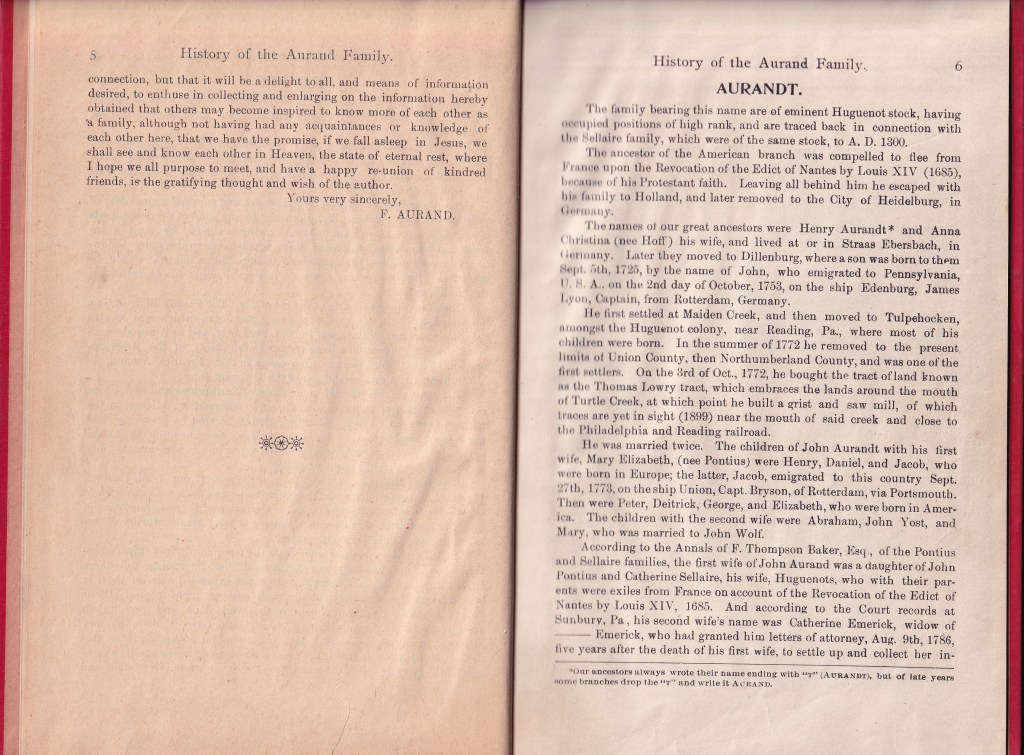 5 History of the Aurand Family.
connection, but that it will be a delight to all, and means of information
desired, to enthuse in collecting and enlarging on the information hereby
obtained that others may become inspired to know more of each other as
a family, although not having had any acquaintances or knowledge of
each other here, that we have the promise, if we fall asleep in Jesus, we
shall see and know each other in Heaven, the state of eternal rest, where
I hope we all purpose to meet, and have a happy re-union of kindred
friends, is the gratifying thought and wish of the author.
Yours very sincerely,
F. AURAND.
History of the Aurand Family. 6
AURANDT.
The family bearing this name are of eminent Huguenot stock, having
occupied positions of high rank, and are traced back in connection with
the Sellaire family, which were of the same stock, to A. D. 1300.
The ancestor of the American branch was compelled to flee from
France upon the Revocation of the Edict of Nantes by Louis XIV (1685),
because of his Protestant faith. Leaving all behind him he escaped with
his family to Holland, and later removed to the City of Heidelburg, in
Germany.
The names of our great ancestors were Henry Aurandt* and Anna
Christina (nee Hoff) his wife, and lived at or in Straas Ebersbach, in
Germany. Later they moved to Dillenburg, where a son was born to them
Sept. 5th, 1725, by the name of John, who emigrated to Pennsylvania,
U. S. A., on the 2nd day of October, 1753, on the ship Edenburg, James
Lyon, Captain, from Rotterdam, Germany.
He first settled at Maiden Creek, and then moved to Tulpehocken,
amongst the Huguenot colony, near Reading, Pa., where most of his
children were born. In the summer of 1772 he removed to the present
limits of Union County, then Northumberland County, and was one of the
first settlers. On the 3rd of Oct., 1772, he bought the tract of land known
as the Thomas Lowry tract, which embraces the lands around the mouth
of Turtle Creek, at which point he built a grist and saw mill, of which
traces are yet in sight (1899) near the mouth of said creek and close to
the Philadelphia and Reading railroad.
He was married twice. The children of John Aurandt with his first
wife, Mary Elizabeth, (nee Pontius) were Henry, Daniel, and Jacob, who
were born in Europe; the latter, Jacob, emigrated to this country Sept.
27th, 1773, on the ship Union, Capt. Bryson, of Rotterdam, via Portsmouth.
Then were Peter, Deitrick, George, and Elizabeth, who were born in Amer-
ica. The children with the second wife were Abraham, John Yost, and
Mary, who was married to John Wolf.
According to the Annals of F. Thompson Baker, Esq., of the Pontius
and Sellaire families, the first wife of John Aurand was a daughter of John
Pontius and Catherine Sellaire, his wife, Huguenots, who with their par-
ents were exiles from France on account of the Revocation of the Edict of
Nantes by Louis XIV, 1685. And according to the Court records at
Sunbury, Pa, his second wife's name was Catherine Emerick, widow of
—— Emerick, who had granted him letters of attorney, Aug. 9th, 1786,
five years after the death of his first wife, to settle up and collect her in-
*Our ancestors always wrote their name ending with "T" (AURANDT), but of late years
some branches drop the "T" and write it AURAND.